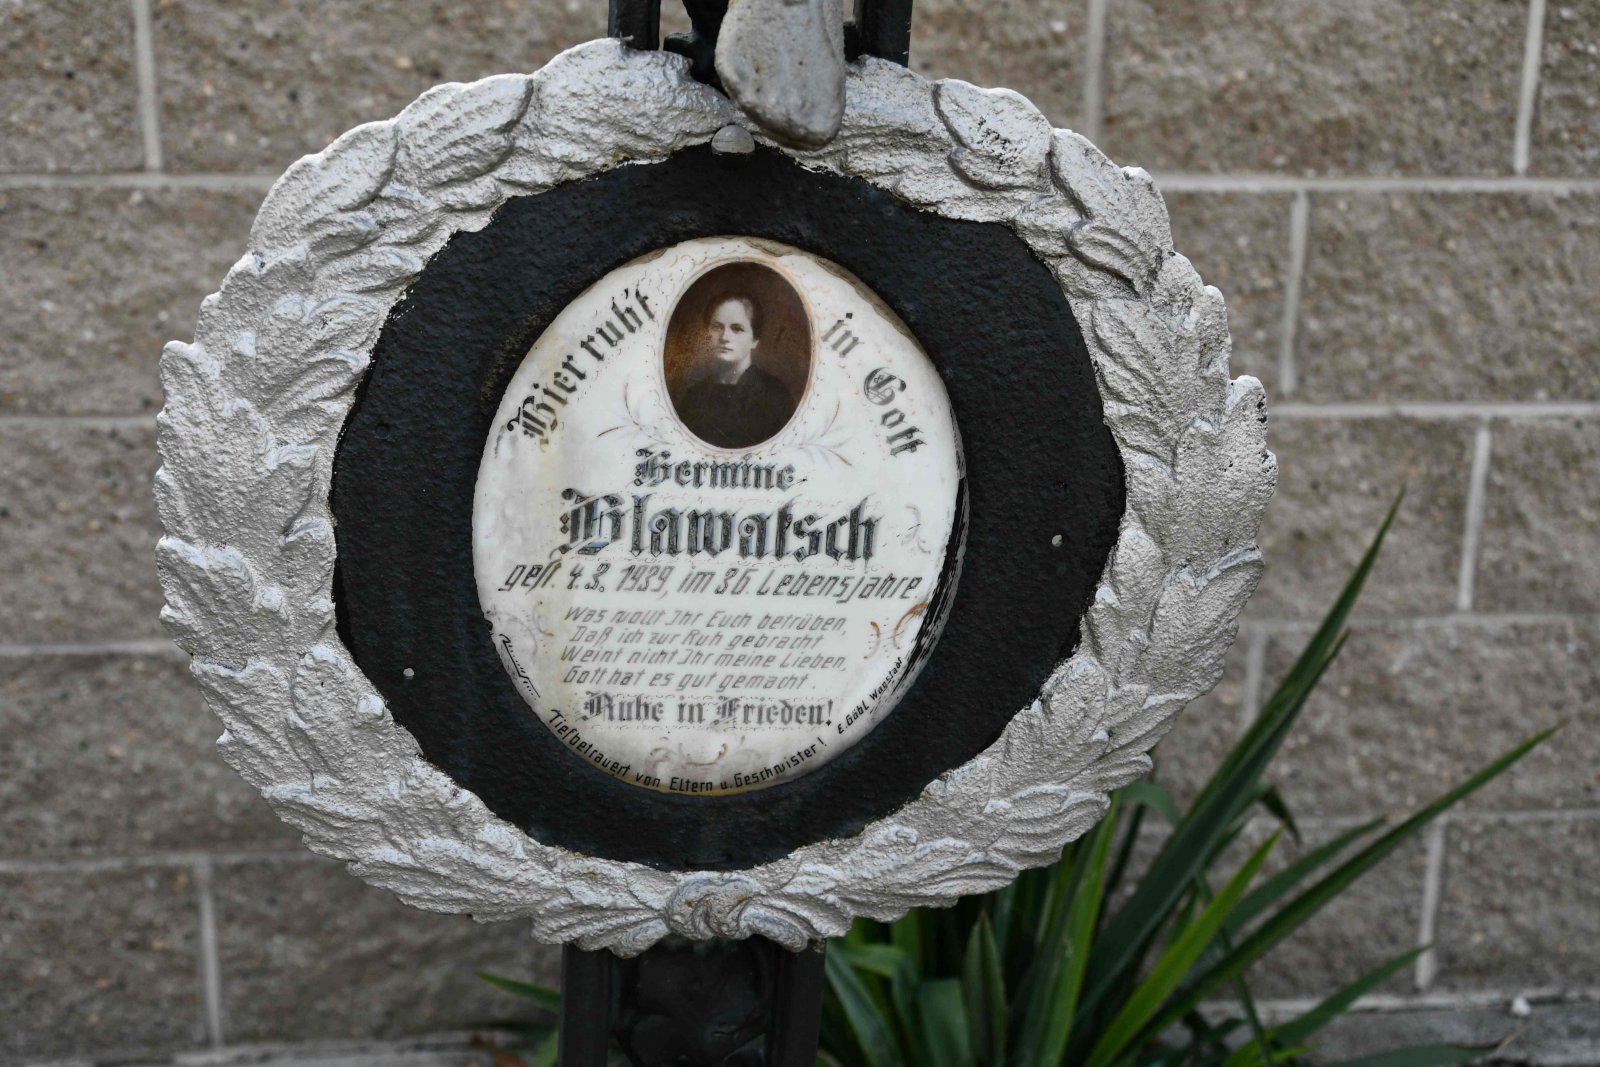 Hier ruht in Gott
Hermine
Blawatsch
gest. 4.3. 1939, im 36. Lebensjahre
Was wollt Ihr Euch betrüben,
Daß ich zur Ruh gebracht
Weint nicht Ihr meine Lieben,
Gott hat es gut gemacht.
Ruhe in Frieden!
Tiefbetrauert von Eltern u. Geschwister!
E. Gäbl, Wagstadt